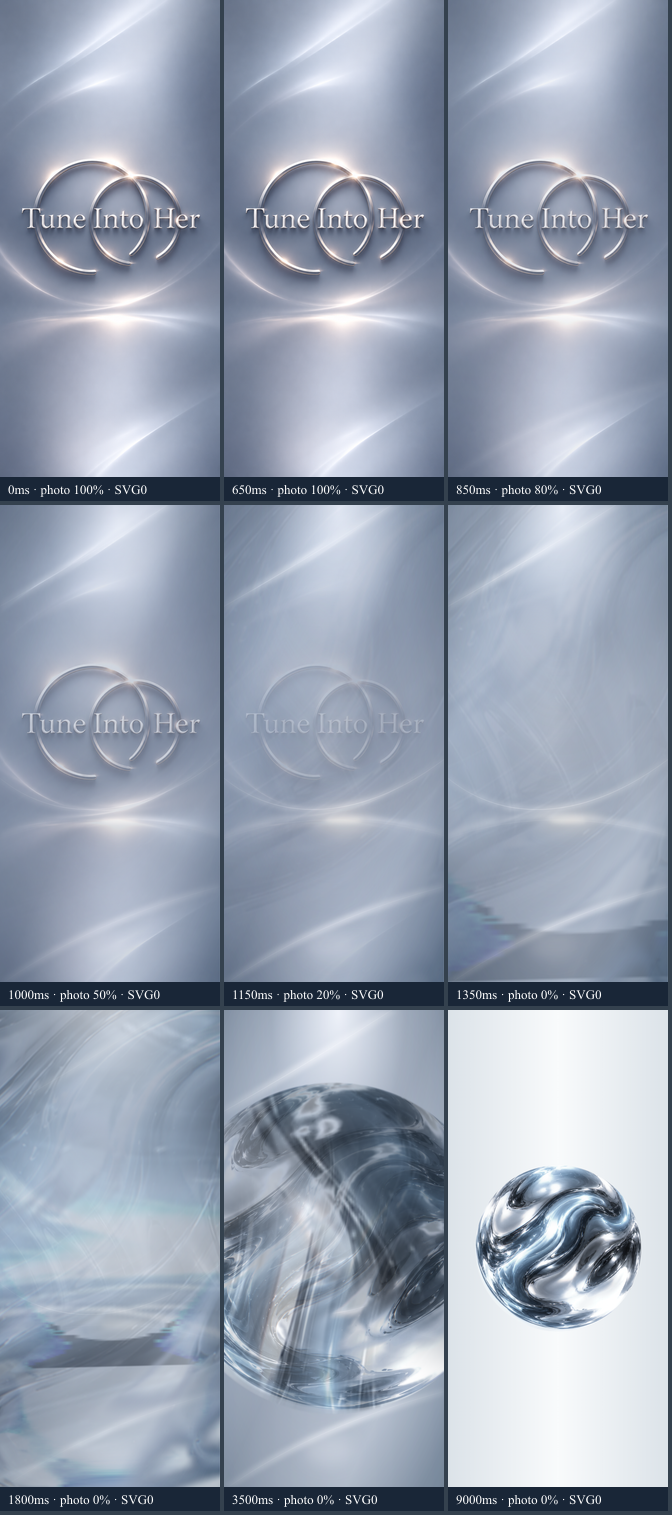 Tune Into Her
Tune Into Her
Tune Into Her
0ms · photo 100% · SVG0
650ms · photo 100% · SVG0
850ms · photo 80% · SVG0
Tune Into Her
Tune Into Her
1000ms · photo 50% · SVG0
1150ms · photo 20% · SVG0
1350ms · photo 0% · SVG0
1800ms · photo 0% · SVG0
3500ms · photo 0% · SVG0
9000ms · photo 0% · SVG0